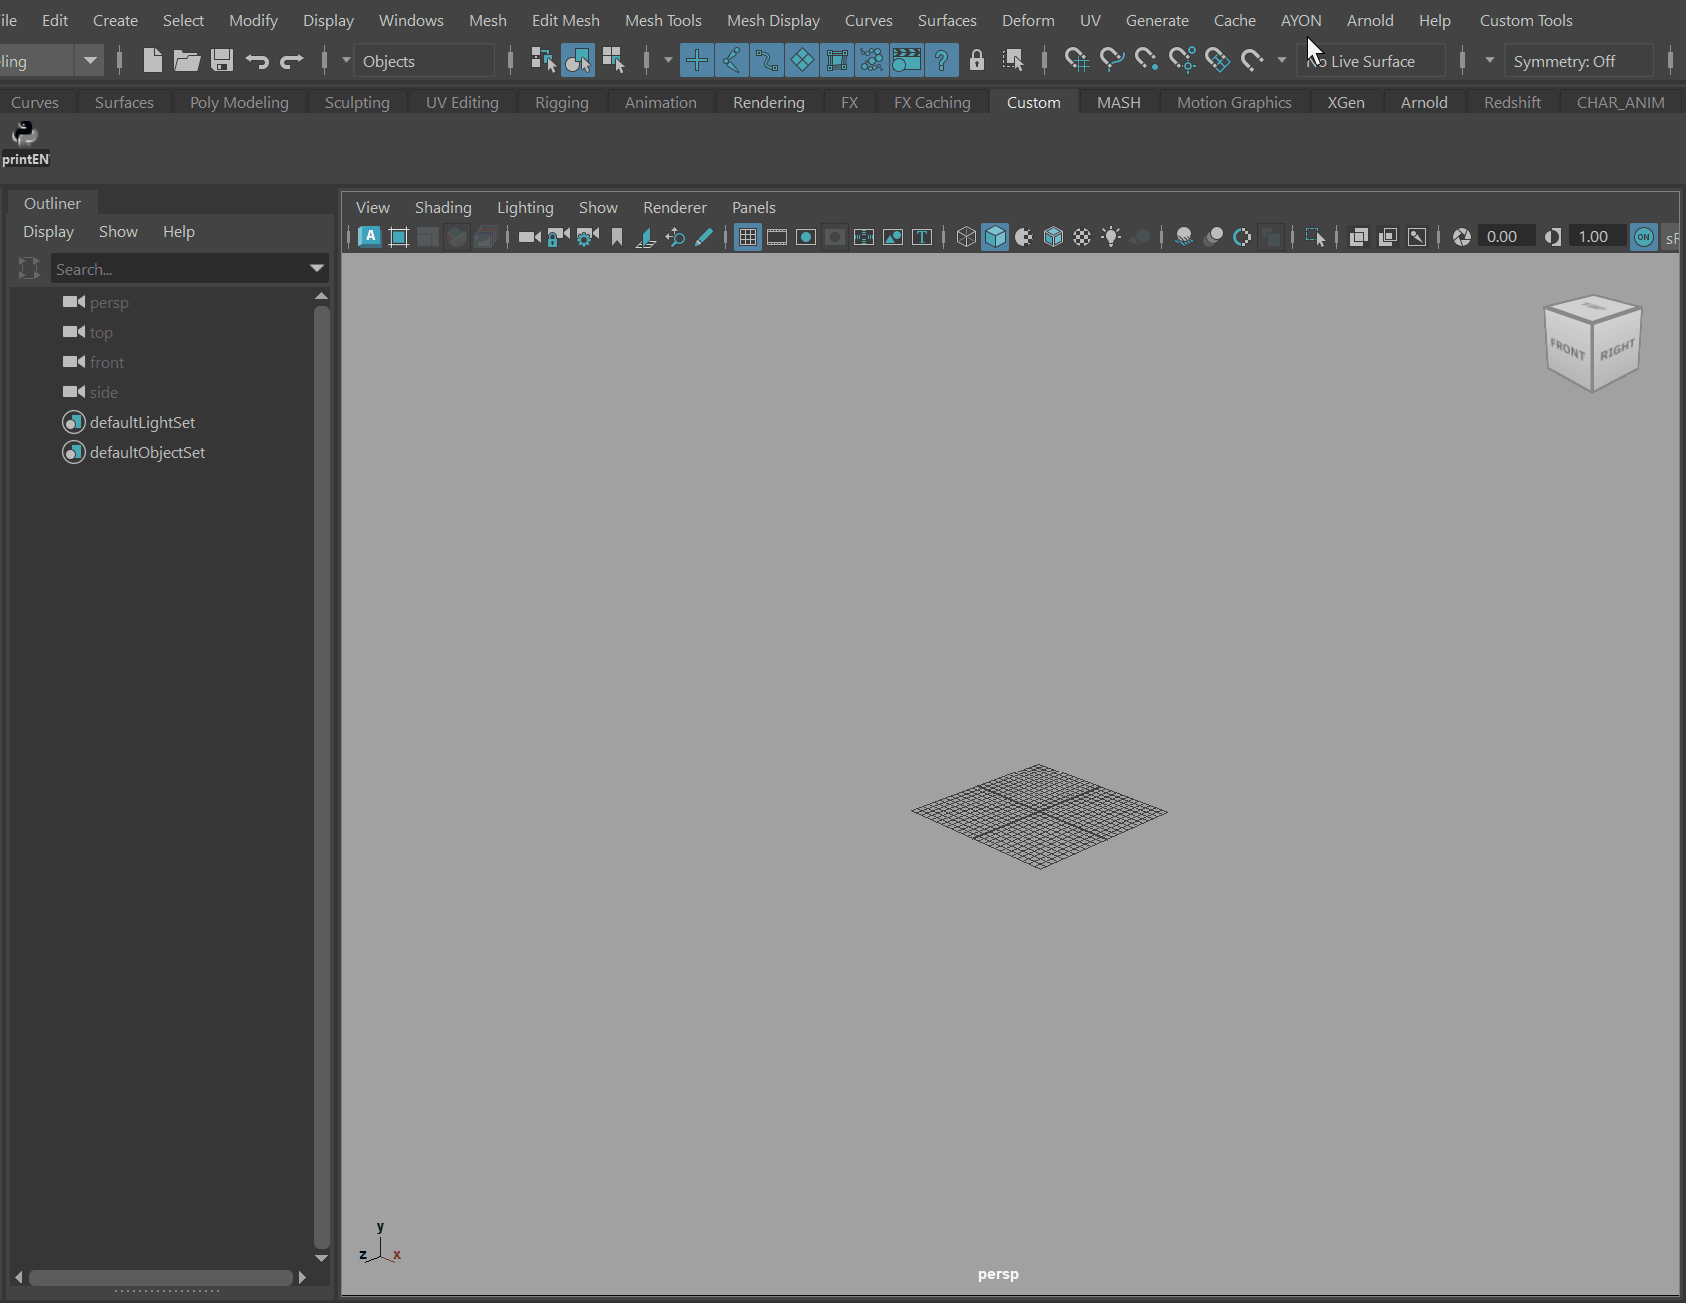 ile Edit Create Select Modify Display Windows Mesh Edit Mesh Mesh Tools Mesh Display Curves Surfaces Deform UV Generate Cache AYON Arnold Help Custom Tools
ling Objects Live Surface Symmetry: Off
Curves Surfaces Poly Modeling Sculpting UV Editing Rigging Animation Rendering FX FX Caching Custom MASH Motion Graphics XGen Arnold Redshift CHAR_ANIM
printEN
Outliner
Display Show Help
Search...
persp
top
front
side
defaultLightSet
defaultObjectSet
View Shading Lighting Show Renderer Panels
A T 0.00 1.00 ON sR
FRONT RIGHT
y
z x
persp